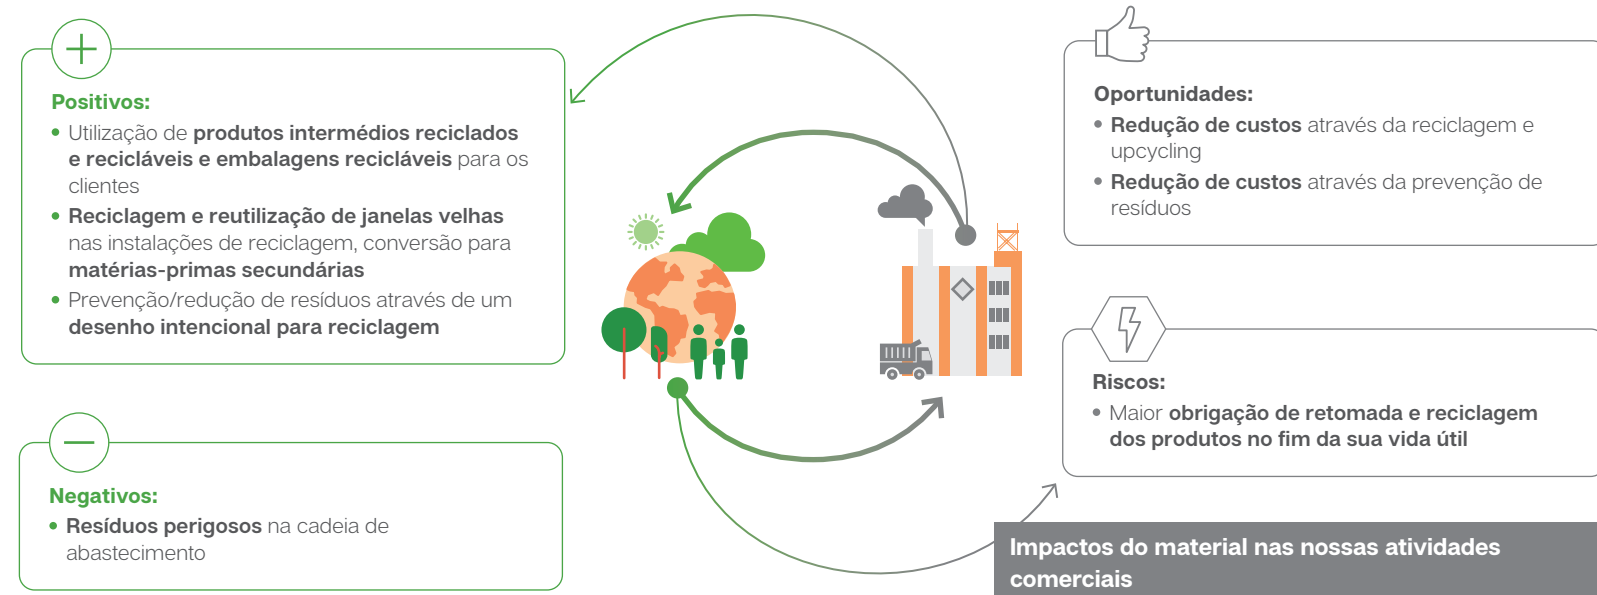 Positivos:
• Utilização de produtos intermédios reciclados
e recicláveis e embalagens recicláveis para os
clientes
• Reciclagem e reutilização de janelas velhas
nas instalações de reciclagem, conversão para
matérias-primas secundárias
• Prevenção/redução de resíduos através de um
desenho intencional para reciclagem
Negativos:
• Resíduos perigosos na cadeia de
abastecimento
Oportunidades:
• Redução de custos através da reciclagem e
upcycling
• Redução de custos através da prevenção de
resíduos
Riscos:
• Maior obrigação de retomada e reciclagem
dos produtos no fim da sua vida útil
Impactos do material nas nossas atividades
comerciais